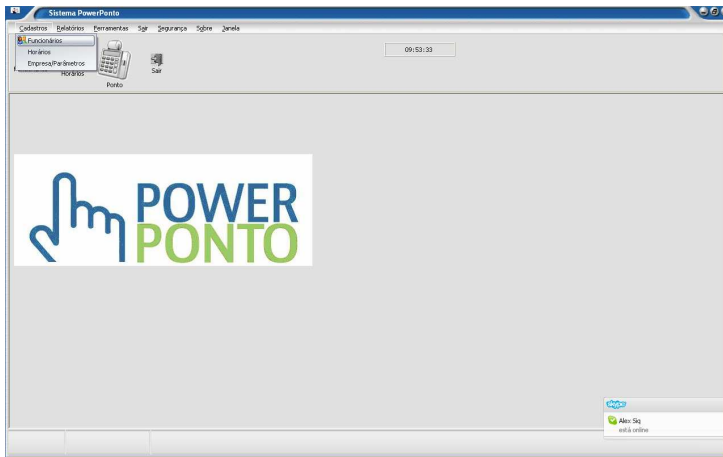 Sistema PowerPonto
Cadastros Relatórios Ferramentas Sair Segurança Sobre Janela
Funcionários
Horários
Empresa/Parâmetros
09:53:33
Horários
Sair
Ponto
POWER
PONTO
skype
Alex Siq
está online